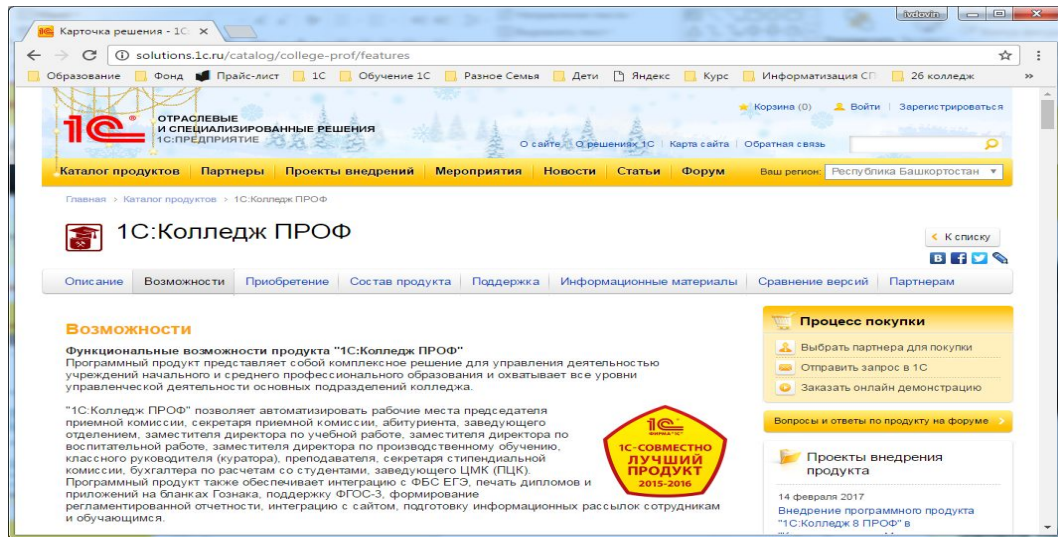 ivdovin
Карточка решения - 1С:
solutions.1c.ru/catalog/college-prof/features
Образование Фонд Прайс-лист 1С Обучение 1С Разное Семья Дети Яндекс Курс Информатизация СП 26 колледж »
1С
ОТРАСЛЕВЫЕ
И СПЕЦИАЛИЗИРОВАННЫЕ РЕШЕНИЯ
1С:ПРЕДПРИЯТИЕ
Корзина (0) Войти Зарегистрироваться
О сайте О решениях 1С Карта сайта Обратная связь
Каталог продуктов Партнеры Проекты внедрений Мероприятия Новости Статьи Форум Ваш регион: Республика Башкортостан
Главная > Каталог продуктов > 1С:Колледж ПРОФ
1С:Колледж ПРОФ
К списку
Описание Возможности Приобретение Состав продукта Поддержка Информационные материалы Сравнение версий Партнерам
Возможности
Функциональные возможности продукта "1С:Колледж ПРОФ"
Программный продукт представляет собой комплексное решение для управления деятельностью
учреждений начального и среднего профессионального образования и охватывает все уровни
управленческой деятельности основных подразделений колледжа.
"1С:Колледж ПРОФ" позволяет автоматизировать рабочие места председателя
приемной комиссии, секретаря приемной комиссии, абитуриента, заведующего
отделением, заместителя директора по учебной работе, заместителя директора по
воспитательной работе, заместителя директора по производственному обучению,
классного руководителя (куратора), преподавателя, секретаря стипендиальной
комиссии, бухгалтера по расчетам со студентами, заведующего ЦМК (ПЦК).
Программный продукт также обеспечивает интеграцию с ФБС ЕГЭ, печать дипломов и
приложений на бланках Гознака, поддержку ФГОС-3, формирование
регламентированной отчетности, интеграцию с сайтом, подготовку информационных рассылок сотрудникам
и обучающимся.
1С
ФИРМА "1С"
1С-СОВМЕСТНО
ЛУЧШИЙ
ПРОДУКТ
2015-2016
Процесс покупки
Выбрать партнера для покупки
Отправить запрос в 1С
Заказать онлайн демонстрацию
Вопросы и ответы по продукту на форуме
Проекты внедрения
продукта
14 февраля 2017
Внедрение программного продукта
"1С:Колледж 8 ПРОФ" в